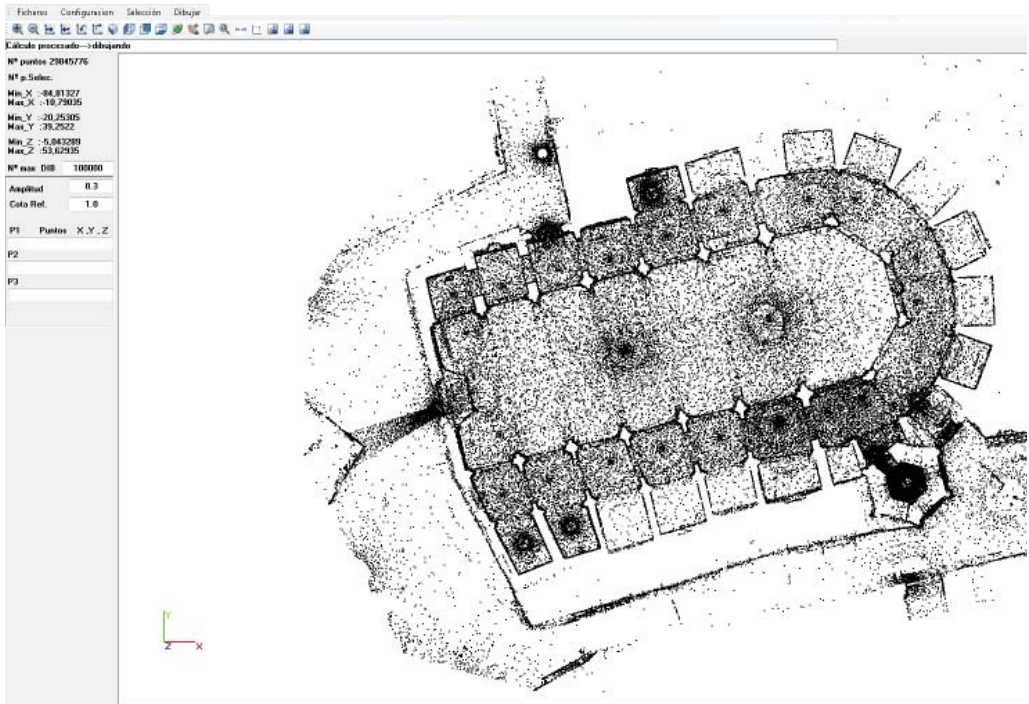 Ficheros Configuracion Selección Dibujar
Cálculo procesado--->dibujando
Nº puntos 29845776
Nº p.Selec.
Min_X :-84,81327
Max_X :-10,79035
Min_Y :-20,25305
Max_Y :39,2522
Min_Z :-5,043289
Max_Z :53,62935
Nº max DIB 100000
Amplitud 0.3
Cota Ref. 1.0
P1 Puntos X ,Y , Z
P2
P3
Y
Z X